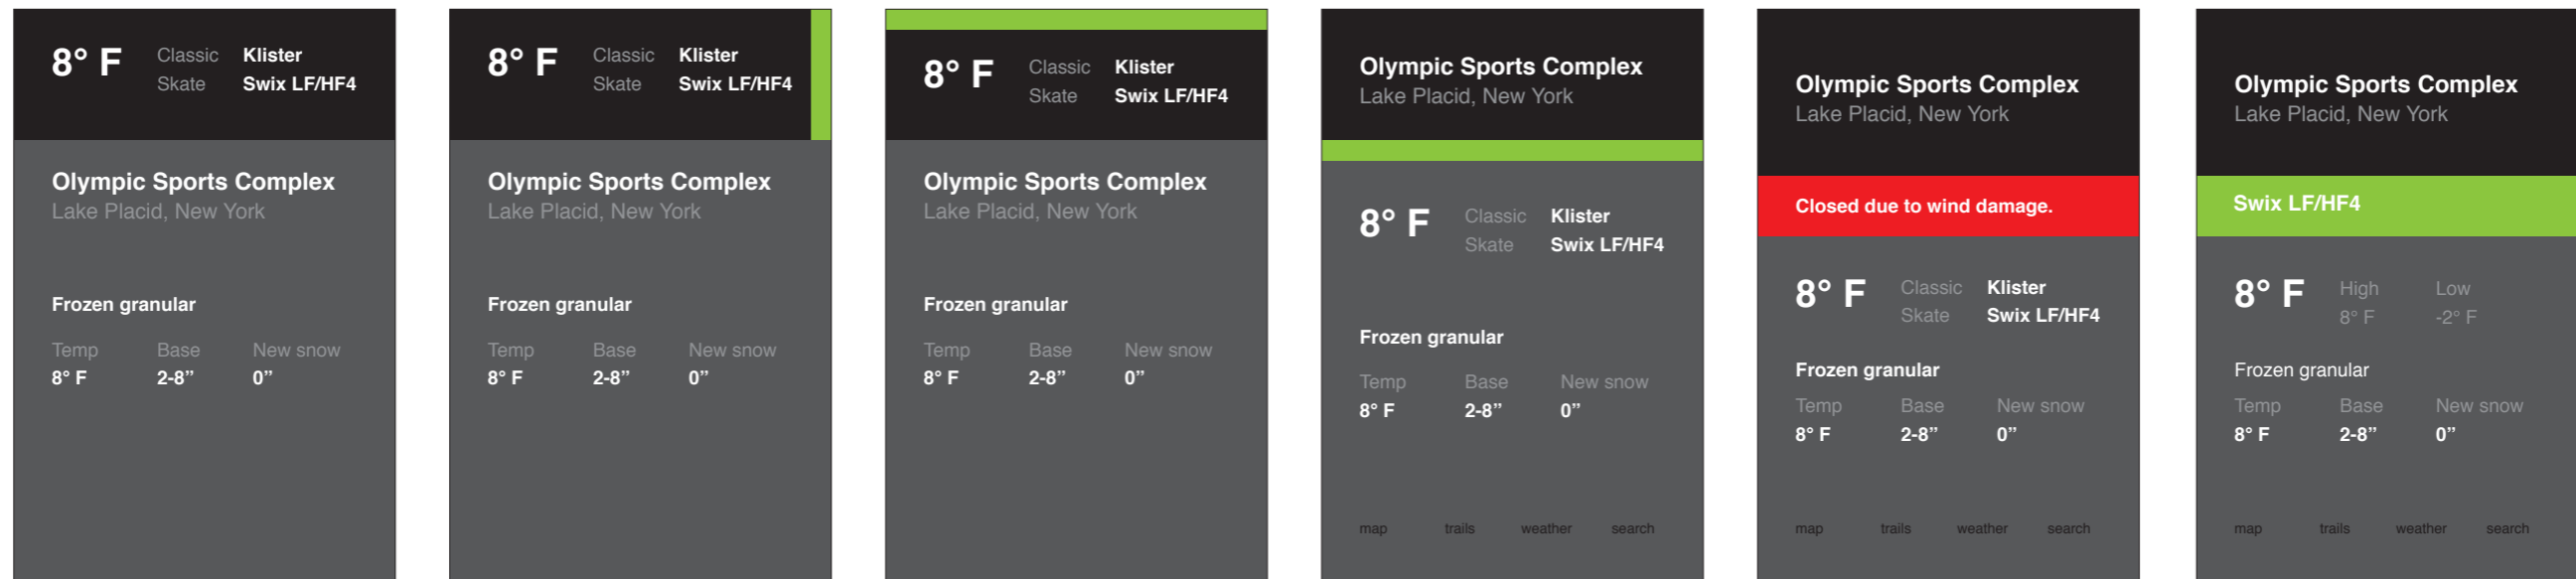 8° F Classic Klister
Skate Swix LF/HF4
Olympic Sports Complex
Lake Placid, New York
Frozen granular
Temp Base New snow
8° F 2-8” 0”
8° F Classic Klister
Skate Swix LF/HF4
Olympic Sports Complex
Lake Placid, New York
Frozen granular
Temp Base New snow
8° F 2-8” 0”
8° F Classic Klister
Skate Swix LF/HF4
Olympic Sports Complex
Lake Placid, New York
Frozen granular
Temp Base New snow
8° F 2-8” 0”
Olympic Sports Complex
Lake Placid, New York
8° F Classic Klister
Skate Swix LF/HF4
Frozen granular
Temp Base New snow
8° F 2-8” 0”
map trails weather search
Olympic Sports Complex
Lake Placid, New York
Closed due to wind damage.
8° F Classic Klister
Skate Swix LF/HF4
Frozen granular
Temp Base New snow
8° F 2-8” 0”
map trails weather search
Olympic Sports Complex
Lake Placid, New York
Swix LF/HF4
8° F High Low
8° F -2° F
Frozen granular
Temp Base New snow
8° F 2-8” 0”
map trails weather search